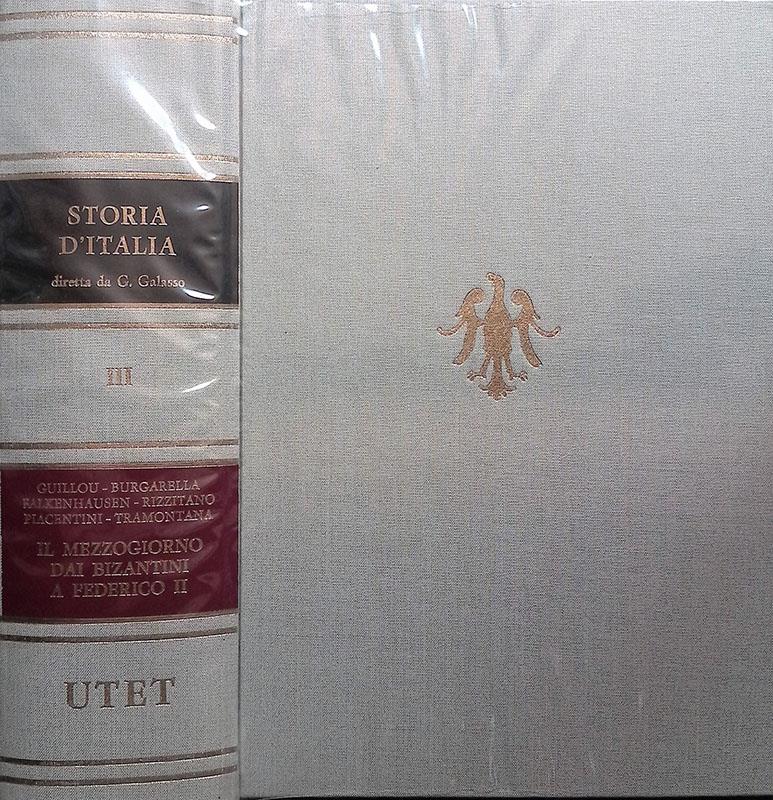 STORIA
D'ITALIA
diretta da G. Galasso
III
GUILLOU - BURGARELLA
FALKENHAUSEN - RIZZITANO
PIACENTINI - TRAMONTANA
IL MEZZOGIORNO
DAI BIZANTINI
A FEDERICO II
UTET